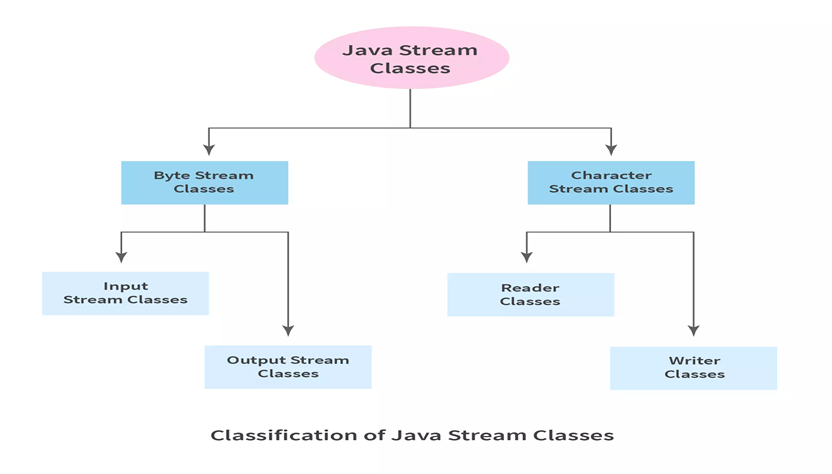 Java Stream
Classes
Byte Stream
Classes
Character
Stream Classes
Input
Stream Classes
Reader
Classes
Output Stream
Classes
Writer
Classes
Classification of Java Stream Classes